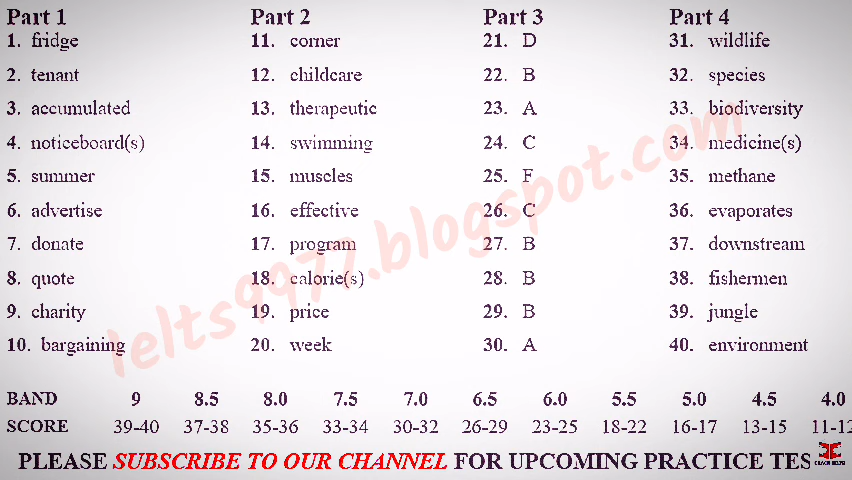 Part 1 Part 2 Part 3 Part 4
1. fridge 11. corner 21. D 31. wildlife
2. tenant 12. childcare 22. B 32. species
3. accumulated 13. therapeutic 23. A 33. biodiversity
4. noticeboard(s) 14. swimming 24. C 34. medicine(s)
5. summer 15. muscles 25. F 35. methane
6. advertise 16. effective 26. C 36. evaporates
7. donate 17. program 27. B 37. downstream
8. quote 18. calorie(s) 28. B 38. fishermen
9. charity 19. price 29. B 39. jungle
10. bargaining 20. week 30. A 40. environment
Ielts9977.blogspot.com
BAND 9 8.5 8.0 7.5 7.0 6.5 6.0 5.5 5.0 4.5 4.0
SCORE 39-40 37-38 35-36 33-34 30-32 26-29 23-25 18-22 16-17 13-15 11-12
PLEASE SUBSCRIBE TO OUR CHANNEL FOR UPCOMING PRACTICE TES